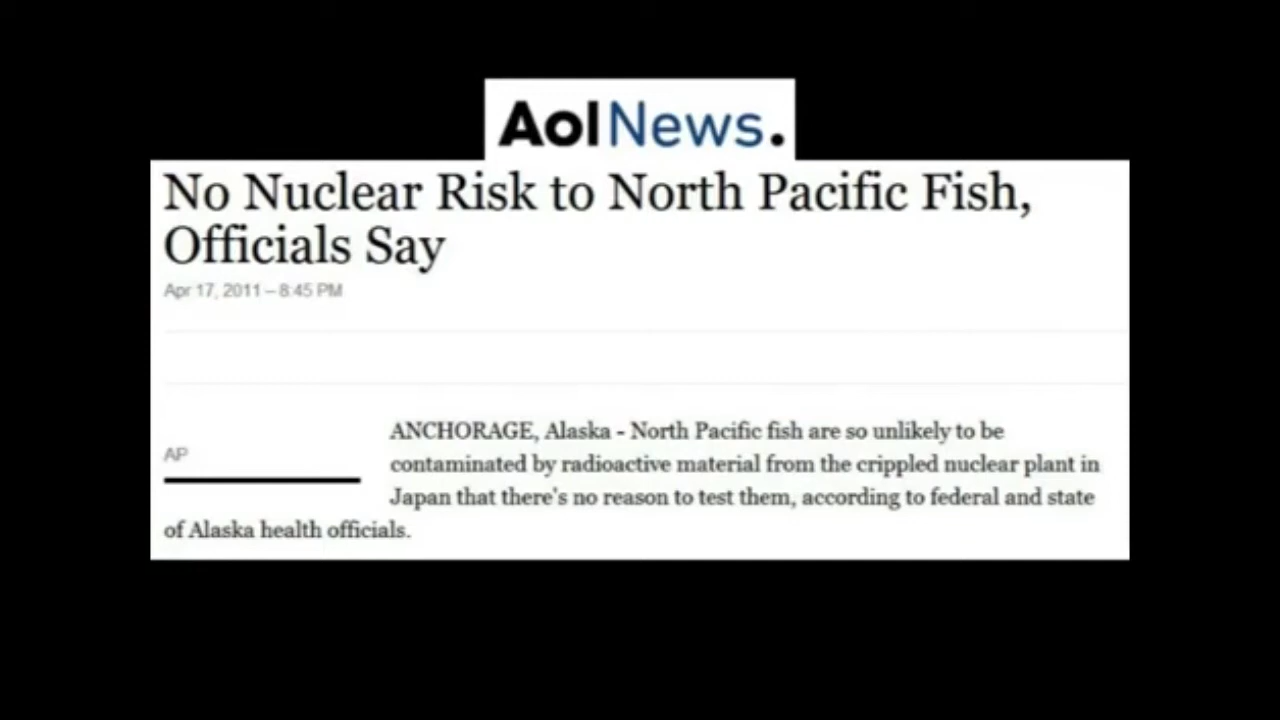 Aol News.
No Nuclear Risk to North Pacific Fish,
Officials Say
Apr 17, 2011 – 8:45 PM
AP
ANCHORAGE, Alaska - North Pacific fish are so unlikely to be
contaminated by radioactive material from the crippled nuclear plant in
Japan that there's no reason to test them, according to federal and state
of Alaska health officials.